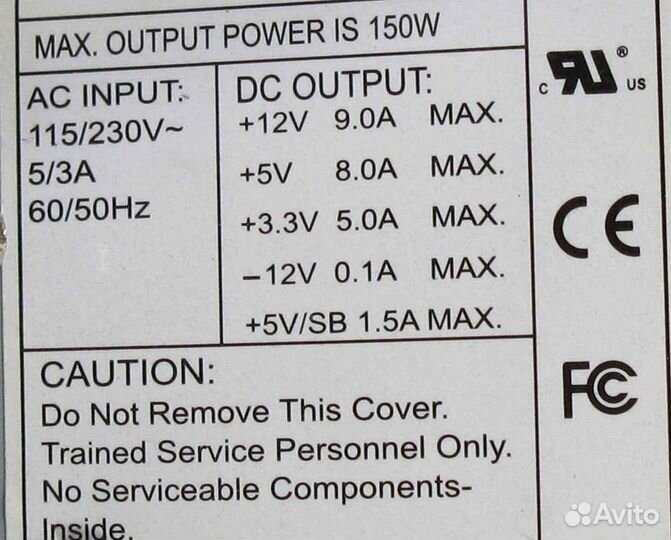 MAX. OUTPUT POWER IS 150W
AC INPUT:
115/230V~
5/3A
60/50Hz
DC OUTPUT:
+12V 9.0A MAX.
+5V 8.0A MAX.
+3.3V 5.0A MAX.
−12V 0.1A MAX.
+5V/SB 1.5A MAX.
c RU ® US
CE
FC
CAUTION:
Do Not Remove This Cover.
Trained Service Personnel Only.
No Serviceable Components-
Inside.
Avito